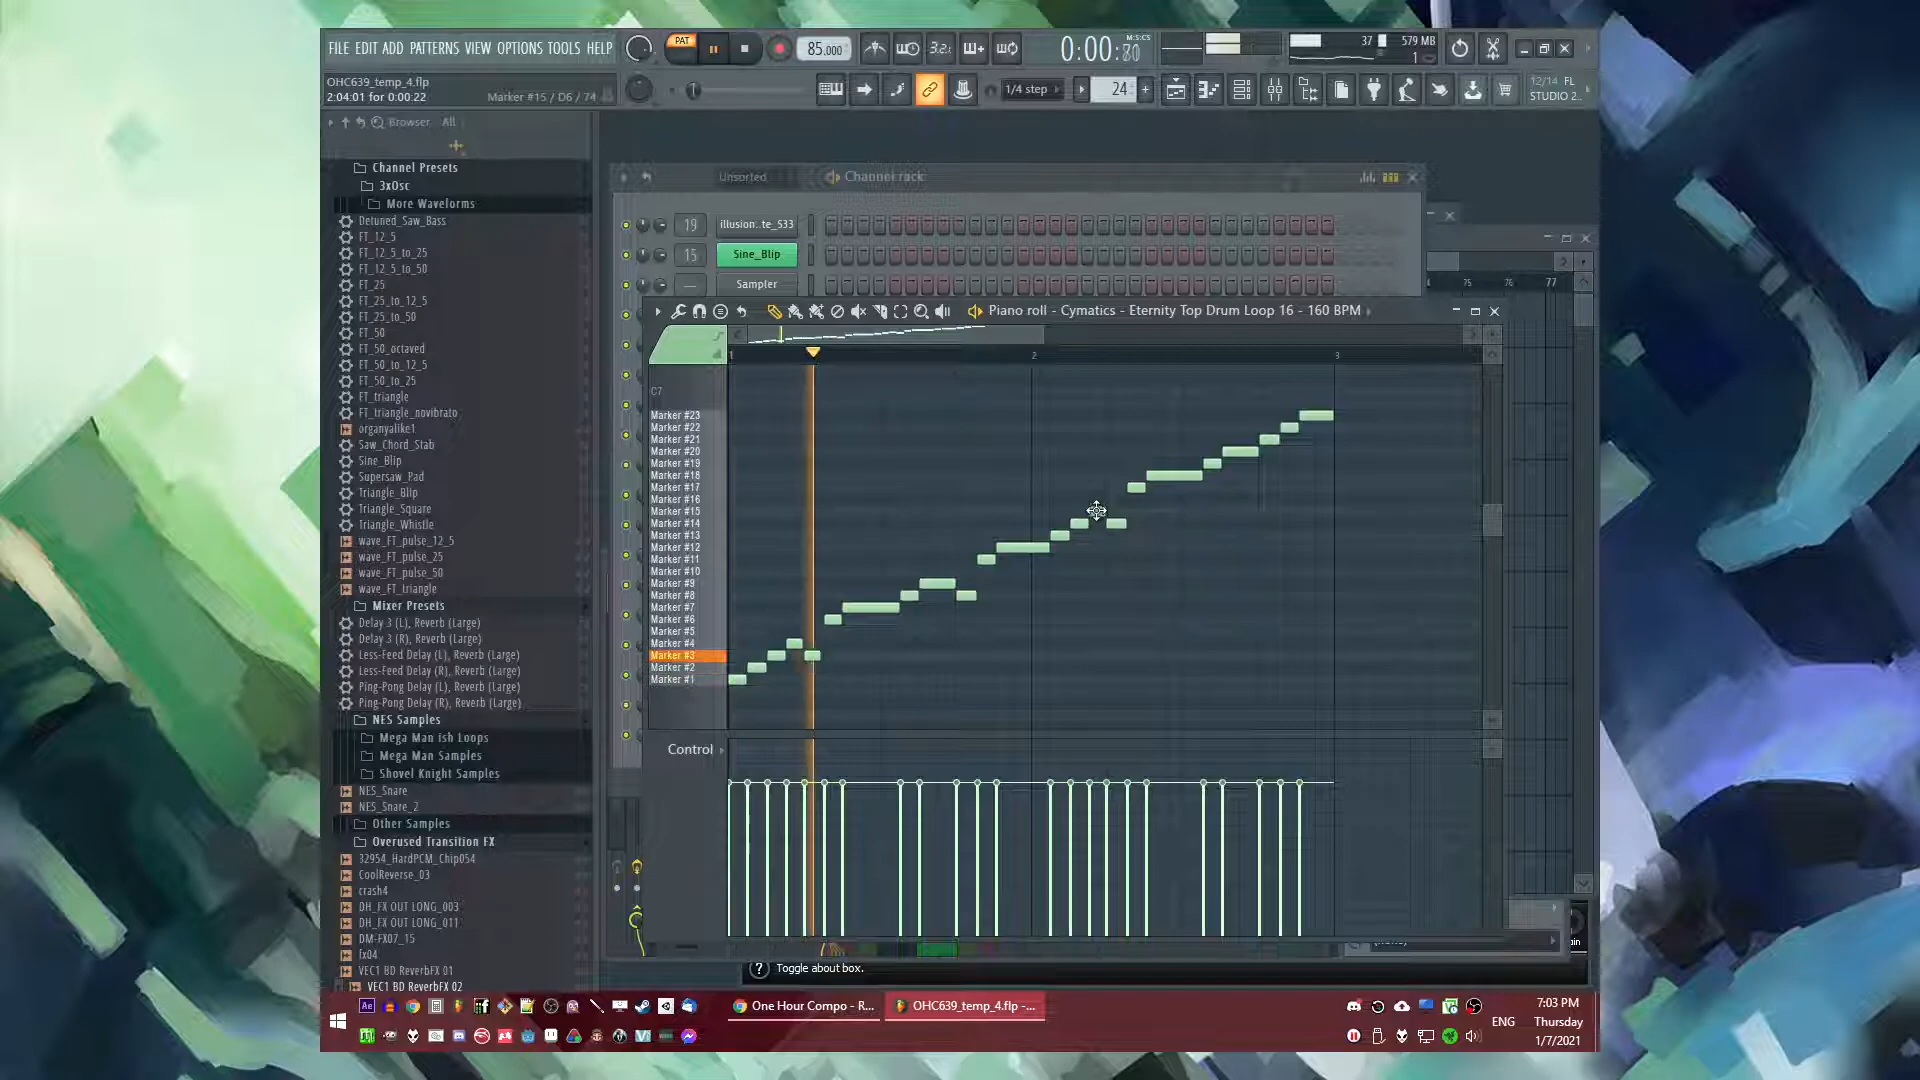 FILE EDIT ADD PATTERNS VIEW OPTIONS TOOLS HELP
PAT
85.000
3.2.
0:00:80
M:S:CS
37
579 MB
1
OHC639_temp_4.flp
2:04:01 for 0:00:22
Marker #15 / D6 / 74
1/4 step
24
12/14 FL
STUDIO 2..
Browser
All
Channel Presets
3xOsc
More Waveforms
Detuned_Saw_Bass
FT_12_5
FT_12_5_to_25
FT_12_5_to_50
FT_25
FT_25_to_12_5
FT_25_to_50
FT_50
FT_50_octaved
FT_50_to_12_5
FT_50_to_25
FT_triangle
FT_triangle_novibrato
organyalike1
Saw_Chord_Stab
Sine_Blip
Supersaw_Pad
Triangle_Blip
Triangle_Square
Triangle_Whistle
wave_FT_pulse_12_5
wave_FT_pulse_25
wave_FT_pulse_50
wave_FT_triangle
Mixer Presets
Delay 3 (L), Reverb (Large)
Delay 3 (R), Reverb (Large)
Less-Feed Delay (L), Reverb (Large)
Less-Feed Delay (R), Reverb (Large)
Ping-Pong Delay (L), Reverb (Large)
Ping-Pong Delay (R), Reverb (Large)
NES Samples
Mega Man ish Loops
Mega Man Samples
Shovel Knight Samples
NES_Snare
NES_Snare_2
Other Samples
Overused Transition FX
32954_HardPCM_Chip054
CoolReverse_03
crash4
DH_FX OUT LONG_003
DH_FX OUT LONG_011
DM-FX07_15
fx04
VEC1 BD ReverbFX 01
VEC1 BD ReverbFX 02
Unsorted
Channel rack
19
illusion..te_533
15
Sine_Blip
Sampler
75
76
77
Piano roll - Cymatics - Eternity Top Drum Loop 16 - 160 BPM
1
2
3
C7
Marker #23
Marker #22
Marker #21
Marker #20
Marker #19
Marker #18
Marker #17
Marker #16
Marker #15
Marker #14
Marker #13
Marker #12
Marker #11
Marker #10
Marker #9
Marker #8
Marker #7
Marker #6
Marker #5
Marker #4
Marker #3
Marker #2
Marker #1
Control
Toggle about box.
One Hour Compo - R...
OHC639_temp_4.flp -...
ENG
7:03 PM
Thursday
1/7/2021